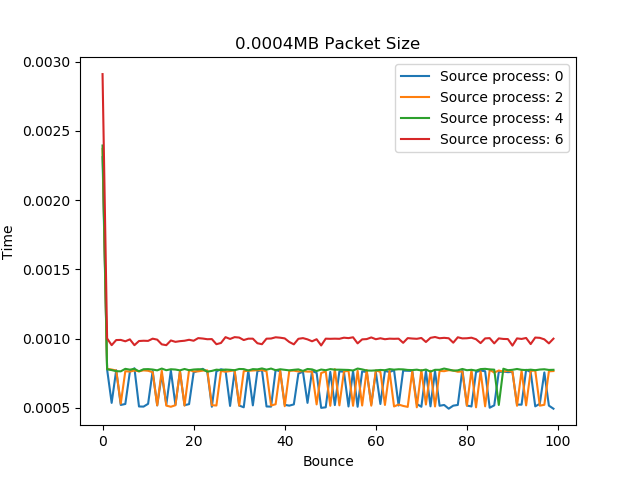 0.0004MB Packet Size
0.0030
0.0025
0.0020
0.0015
0.0010
0.0005
Time
Source process: 0
Source process: 2
Source process: 4
Source process: 6
0 20 40 60 80 100
Bounce